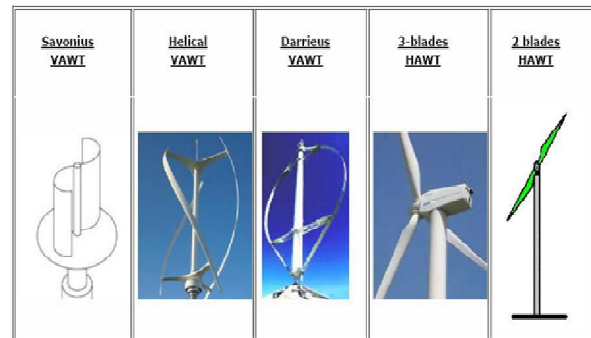 Savonius
VAWT
Helical
VAWT
Darrieus
VAWT
3-blades
HAWT
2 blades
HAWT